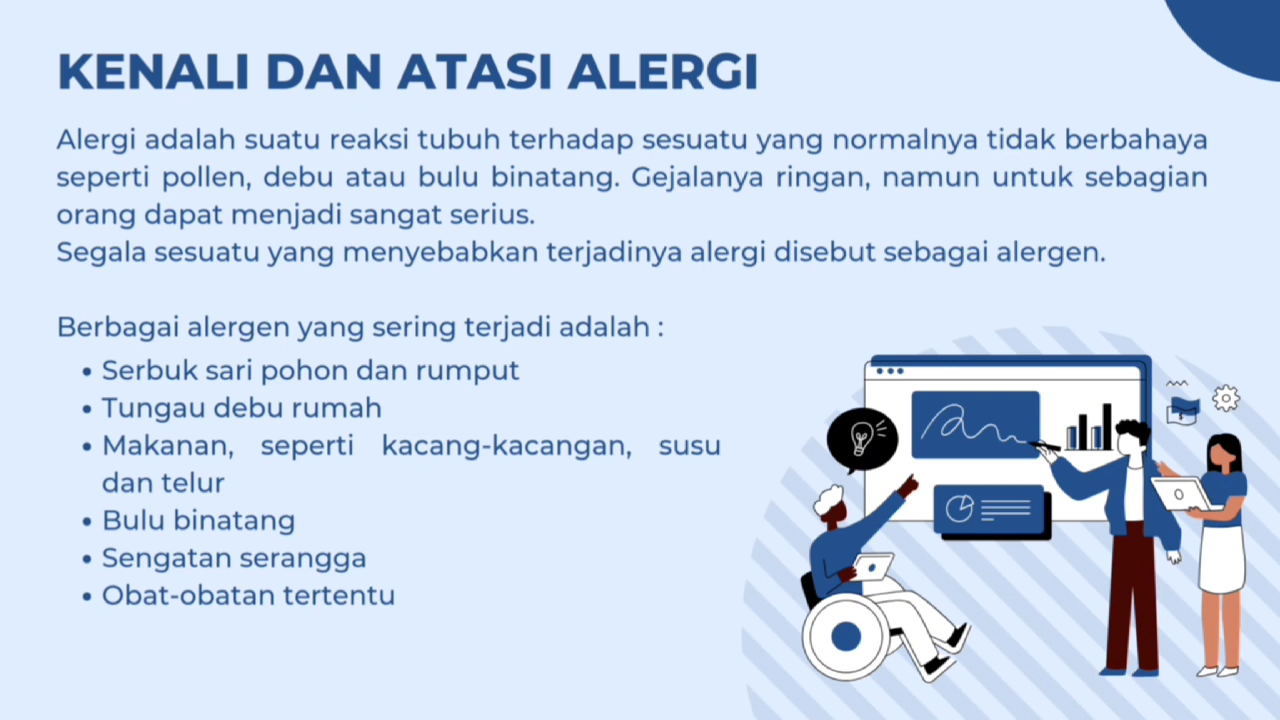 KENALI DAN ATASI ALERGI
Alergi adalah suatu reaksi tubuh terhadap sesuatu yang normalnya tidak berbahaya
seperti pollen, debu atau bulu binatang. Gejalanya ringan, namun untuk sebagian
orang dapat menjadi sangat serius.
Segala sesuatu yang menyebabkan terjadinya alergi disebut sebagai alergen.
Berbagai alergen yang sering terjadi adalah :
• Serbuk sari pohon dan rumput
• Tungau debu rumah
• Makanan, seperti kacang-kacangan, susu
dan telur
• Bulu binatang
• Sengatan serangga
• Obat-obatan tertentu